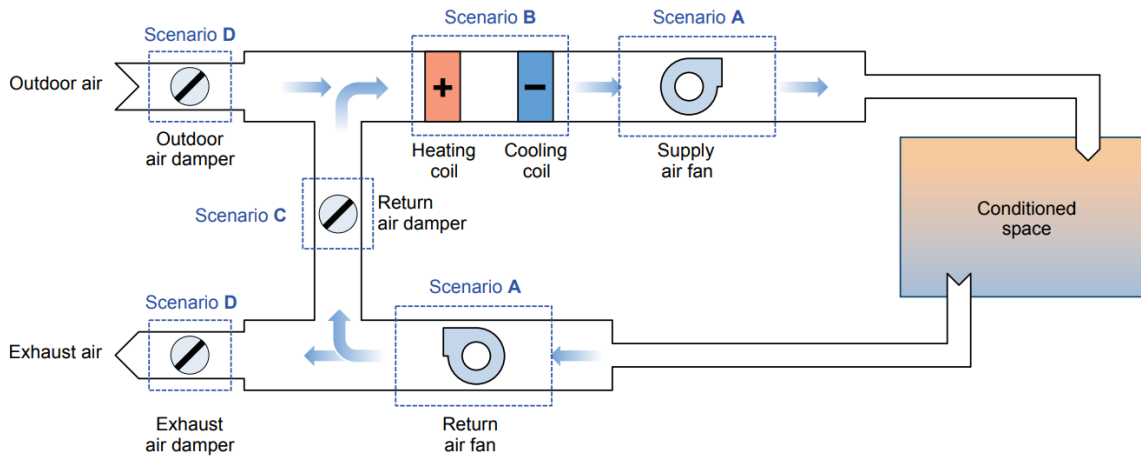 Scenario D
Scenario B
Scenario A
Outdoor air
+
−
Outdoor
air damper
Heating
coil
Cooling
coil
Supply
air fan
Scenario C
Return
air damper
Conditioned
space
Scenario A
Scenario D
Exhaust air
Exhaust
air damper
Return
air fan